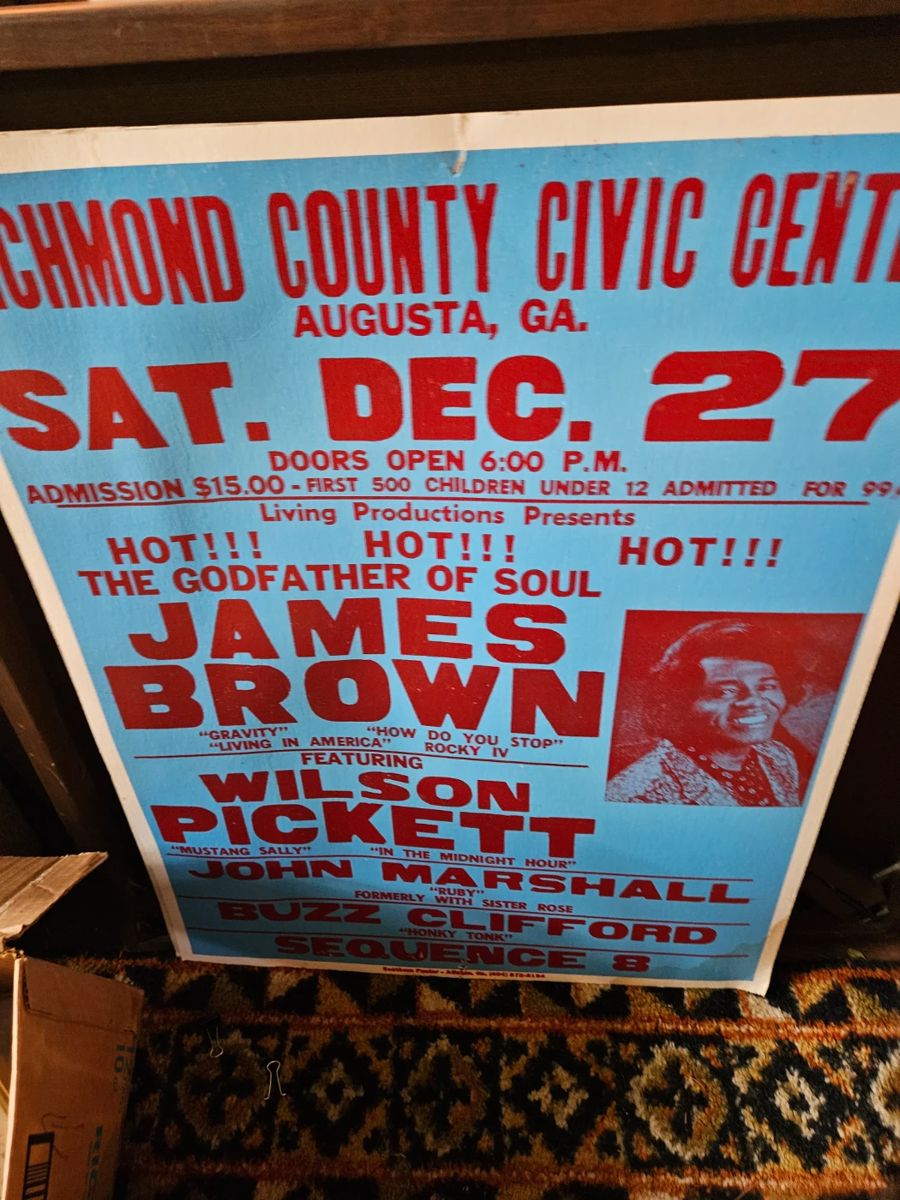 ICHMOND COUNTY CIVIC CENT
AUGUSTA, GA.
SAT. DEC. 27
DOORS OPEN 6:00 P.M.
ADMISSION $15.00 - FIRST 500 CHILDREN UNDER 12 ADMITTED FOR 99
Living Productions Presents
HOT!!! HOT!!! HOT!!!
THE GODFATHER OF SOUL
JAMES
BROWN
"GRAVITY" "HOW DO YOU STOP"
"LIVING IN AMERICA" ROCKY IV
FEATURING
WILSON
PICKETT
"MUSTANG SALLY" "IN THE MIDNIGHT HOUR"
JOHN MARSHALL
"RUBY"
FORMERLY WITH SISTER ROSE
BUZZ CLIFFORD
"HONKY TONK"
SEQUENCE 8